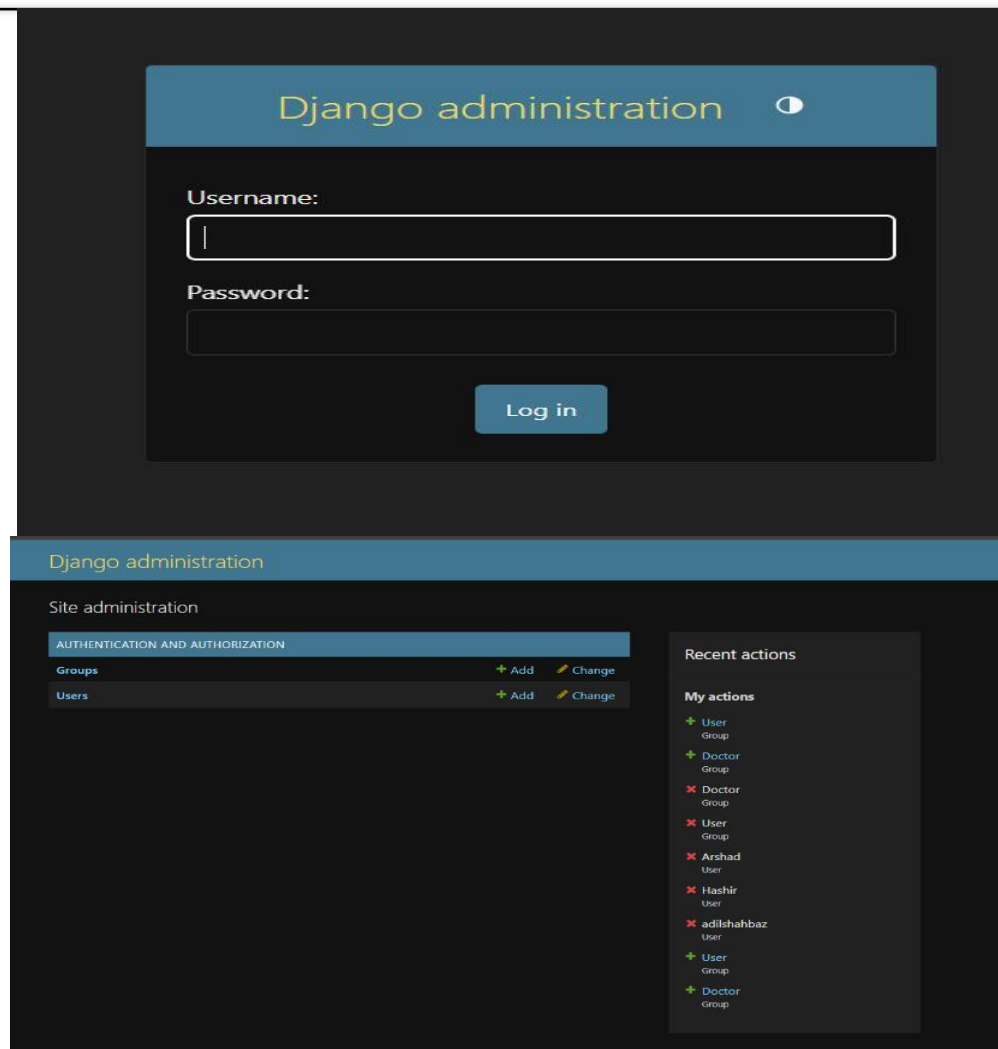 Django administration
Username:
Password:
Log in
Django administration
Site administration
AUTHENTICATION AND AUTHORIZATION
Groups + Add Change
Users + Add Change
Recent actions
My actions
User
Group
Doctor
Group
Doctor
Group
User
Group
Arshad
User
Hashir
User
adilshahbaz
User
User
Group
Doctor
Group